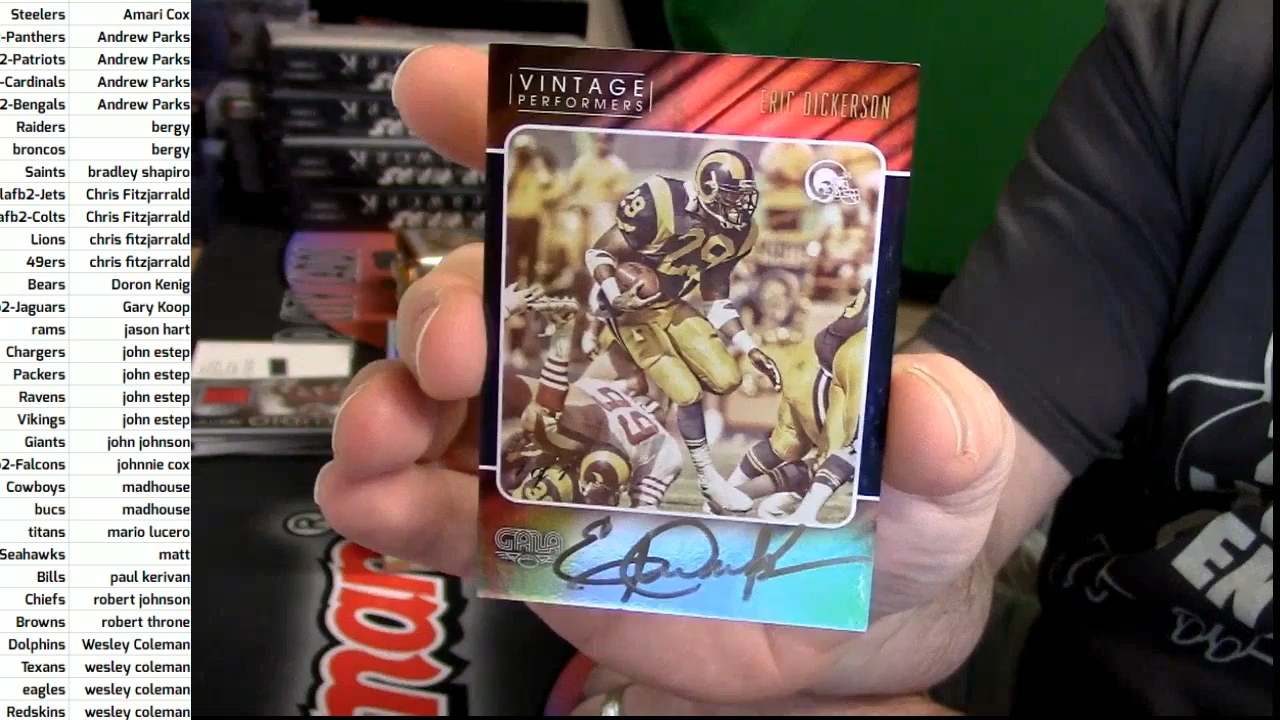 Steelers Amari Cox
-Panthers Andrew Parks
2-Patriots Andrew Parks
-Cardinals Andrew Parks
2-Bengals Andrew Parks
Raiders bergy
broncos bergy
Saints bradley shapiro
lafb2-Jets Chris Fitzjarrald
afb2-Colts Chris Fitzjarrald
Lions chris fitzjarrald
49ers chris fitzjarrald
Bears Doron Kenig
2-Jaguars Gary Koop
rams jason hart
Chargers john estep
Packers john estep
Ravens john estep
Vikings john estep
Giants john johnson
2-Falcons johnnie cox
Cowboys madhouse
bucs madhouse
titans mario lucero
Seahawks matt
Bills paul kerivan
Chiefs robert johnson
Browns robert throne
Dolphins Wesley Coleman
Texans wesley coleman
eagles wesley coleman
Redskins wesley coleman
VINTAGE
PERFORMERS
ERIC DICKERSON
29
29
GALA
mar
EN